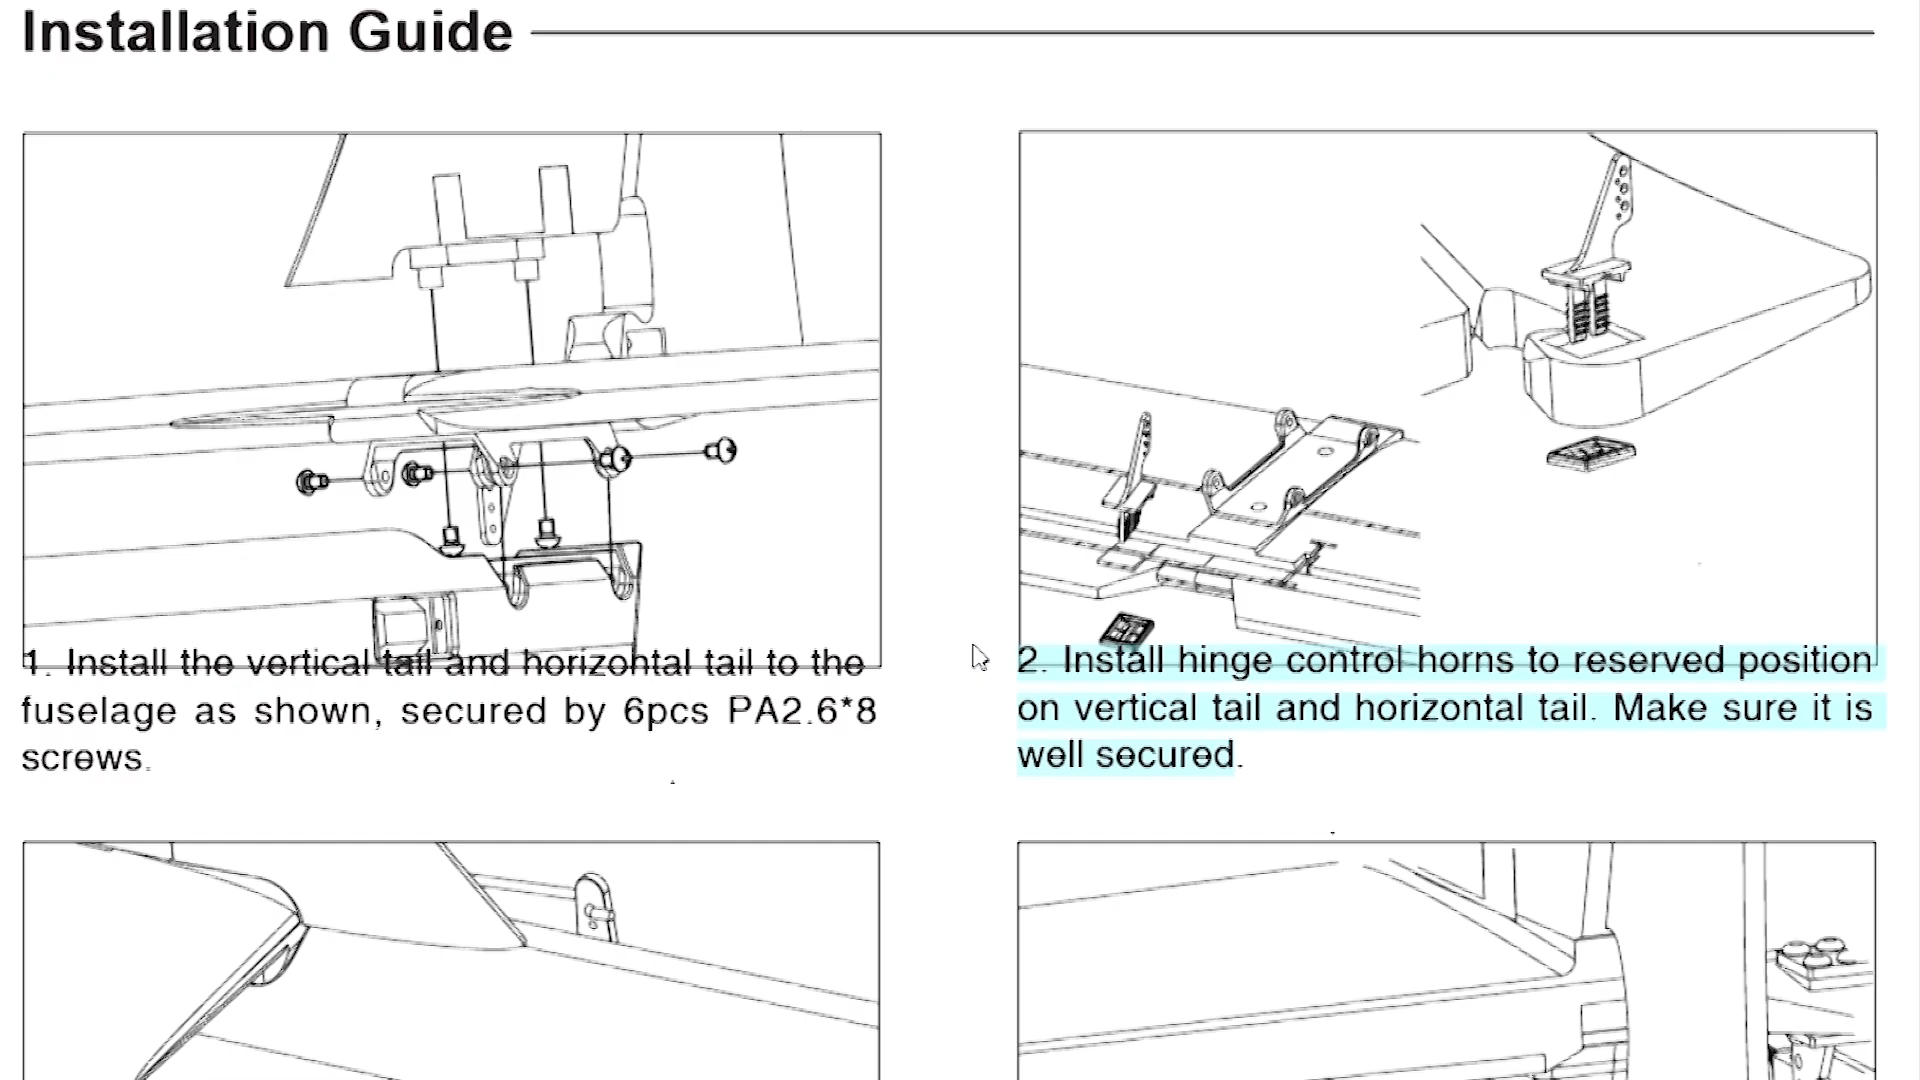 Installation Guide
1. Install the vertical tail and horizontal tail to the
fuselage as shown, secured by 6pcs PA2.6*8
screws.
2. Install hinge control horns to reserved position
on vertical tail and horizontal tail. Make sure it is
well secured.